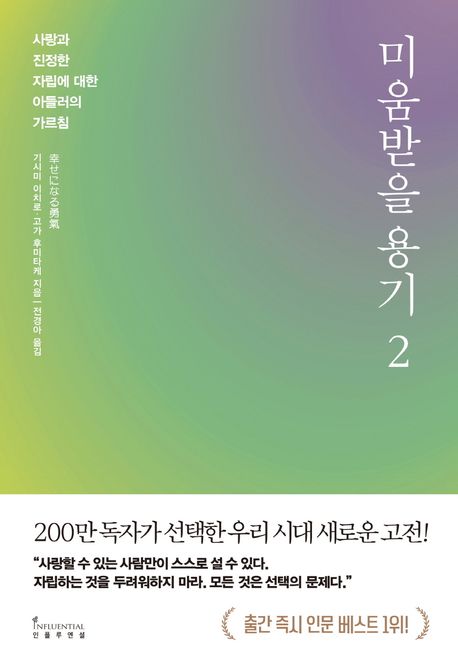 사랑과
진정한
자립에 대한
아들러의
가르침
미움받을 용기 2
幸せになる勇氣
기시미 이치로·고가 후미타케 지음|전경아 옮김
200만 독자가 선택한 우리 시대 새로운 고전!
“사랑할 수 있는 사람만이 스스로 설 수 있다.
자립하는 것을 두려워하지 마라. 모든 것은 선택의 문제다.”
출간 즉시 인문 베스트 1위!
INFLUENTIAL
인플루엔셜